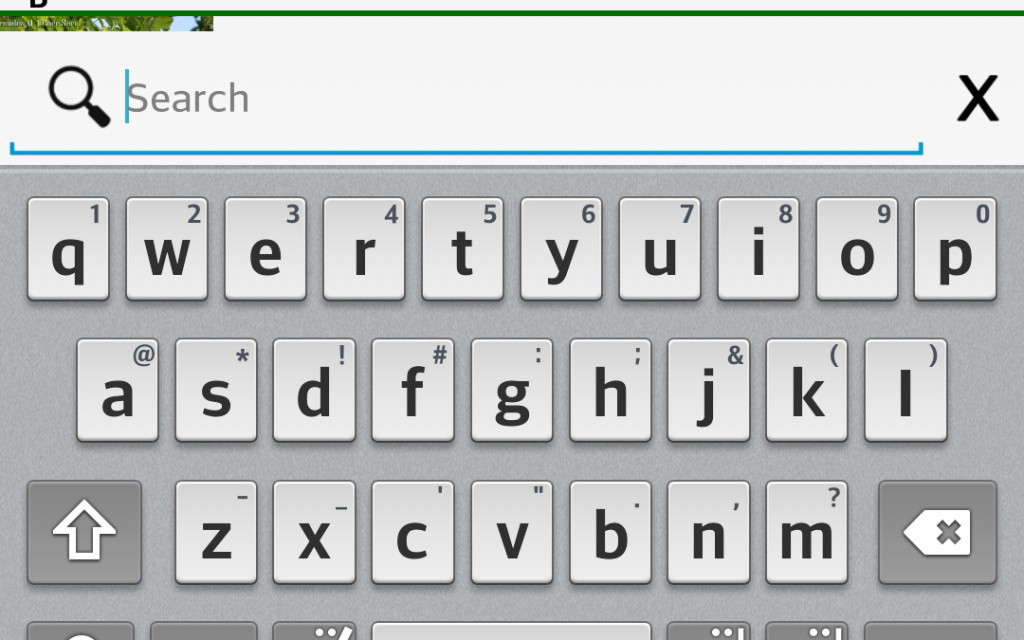 Search
X
1 2 3 4 5 6 7 8 9 0
q w e r t y u i o p
@ * ! # : ; & ( )
a s d f g h j k l
- _ ' " . , ?
z x c v b n m